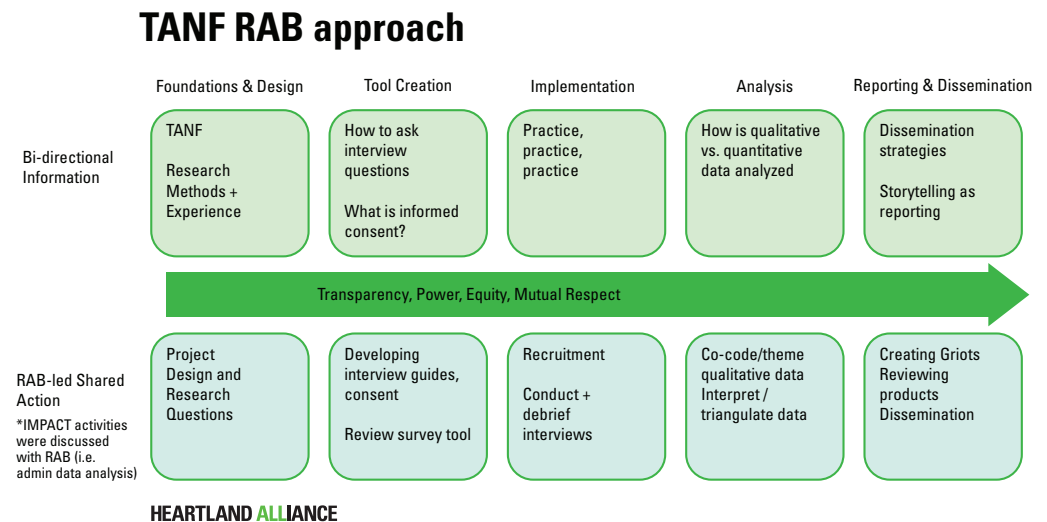 TANF RAB approach
Foundations & Design
Tool Creation
Implementation
Analysis
Reporting & Dissemination
Bi-directional
Information
TANF
Research
Methods +
Experience
How to ask
interview
questions
What is informed
consent?
Practice,
practice,
practice
How is qualitative
vs. quantitative
data analyzed
Dissemination
strategies
Storytelling as
reporting
Transparency, Power, Equity, Mutual Respect
RAB-led Shared
Action
*IMPACT activities
were discussed
with RAB (i.e.
admin data analysis)
Project
Design and
Research
Questions
Developing
interview guides,
consent
Review survey tool
Recruitment
Conduct +
debrief
interviews
Co-code/theme
qualitative data
Interpret /
triangulate data
Creating Griots
Reviewing
products
Dissemination
HEARTLAND ALLIANCE